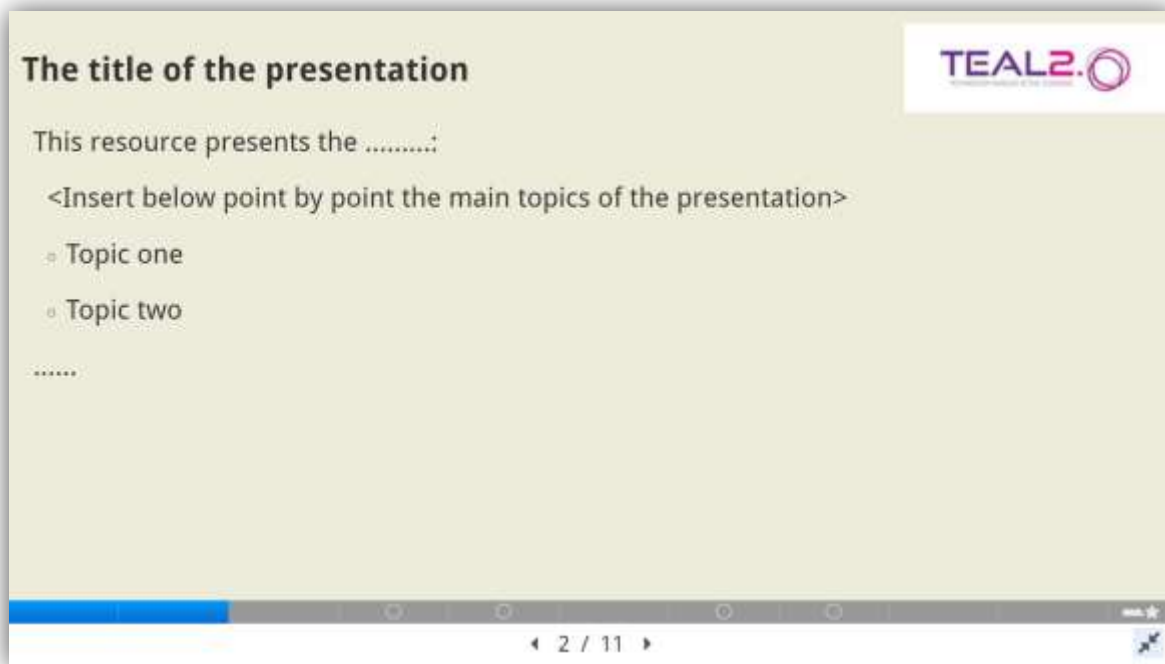 The title of the presentation
TEAL2.
This resource presents the .........:
<Insert below point by point the main topics of the presentation>
Topic one
Topic two
......
2 / 11